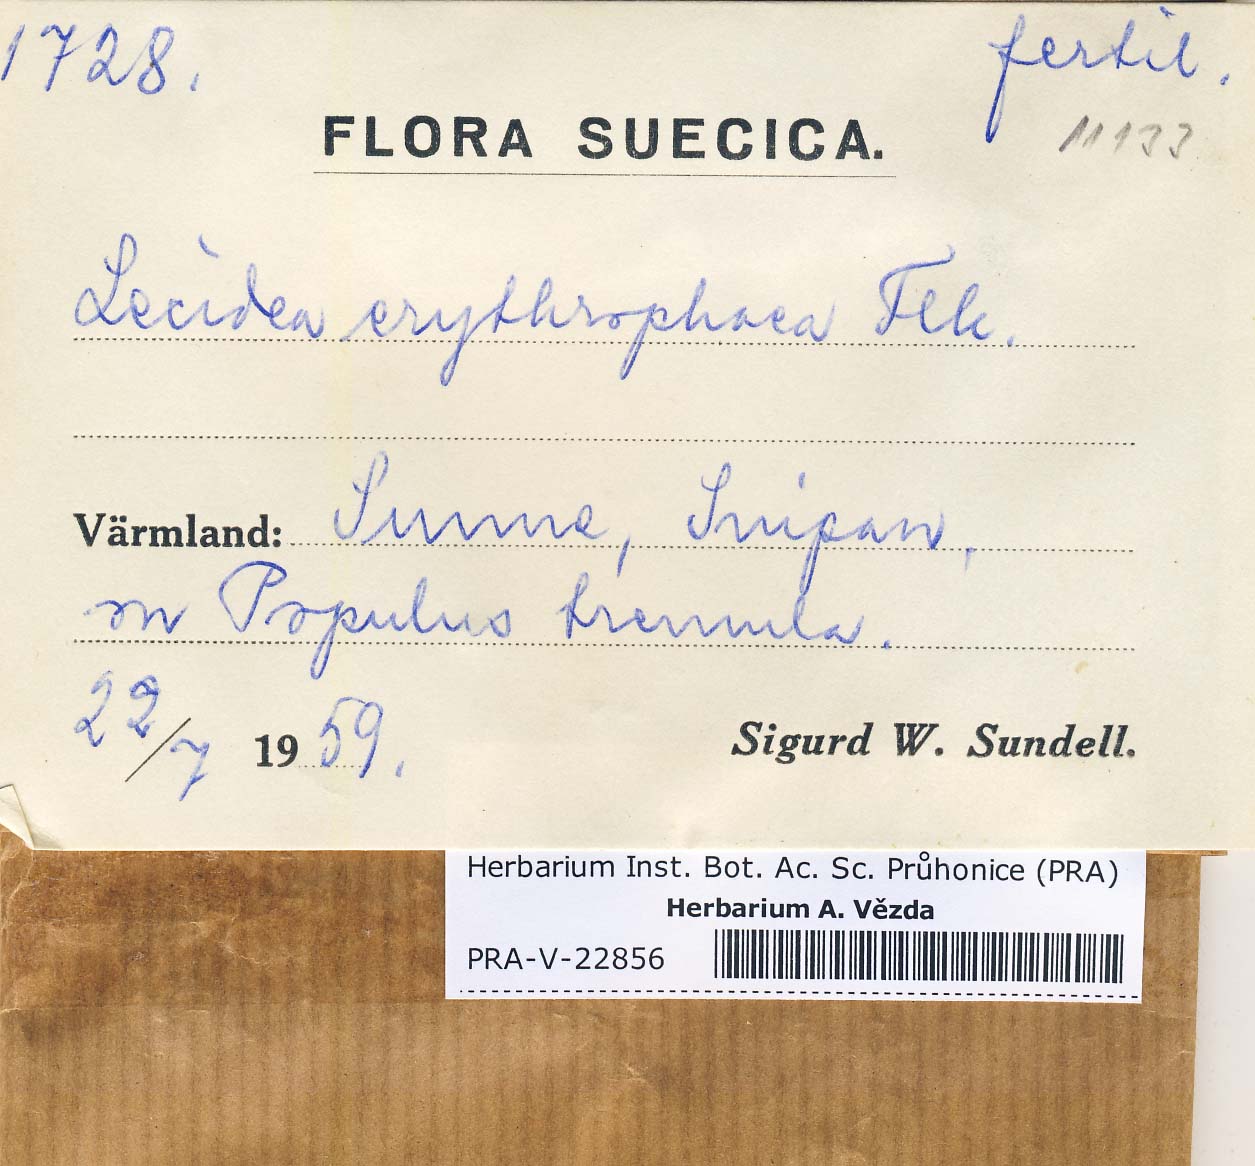 1728.
fertil.
FLORA SUECICA.
11133
Lecidea erythrophaea Flk.
Värmland: Sunne, Snipan,
on Populus tremula.
22/7 1959.
Sigurd W. Sundell.
Herbarium Inst. Bot. Ac. Sc. Průhonice (PRA)
Herbarium A. Vězda
PRA-V-22856